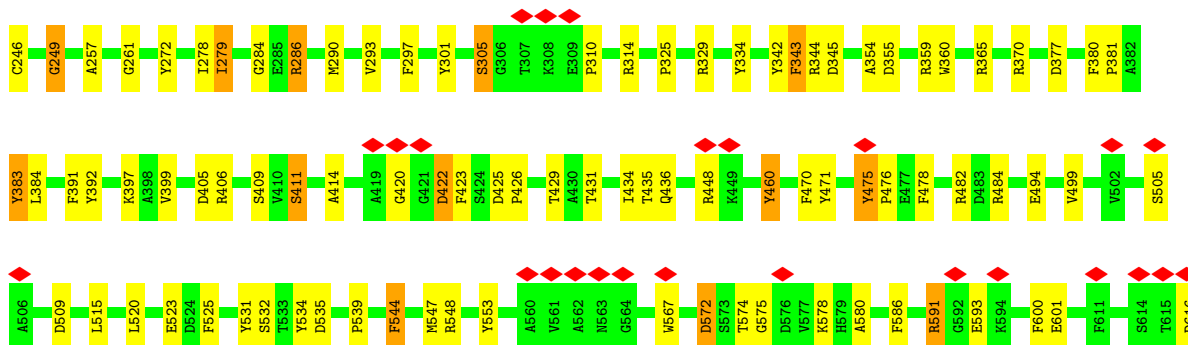 C246 G249 A257 G261 Y272 I278 I279 G284 E285 R286 M290 V293 F297 Y301 S305 G306 T307 K308 E309 P310 R314 P325 R329 Y334 Y342 F343 R344 D345 A354 D355 R359 W360 R365 R370 D377 F380 P381 A382
Y383 L384 F391 Y392 K397 A398 V399 D405 R406 S409 V410 S411 A414 A419 G420 G421 D422 F423 S424 D425 P426 T429 A430 T431 I434 T435 Q436 R448 K449 Y460 F470 Y471 Y475 P476 E477 F478 R482 D483 R484 E494 V499 V502 S505
A506 D509 L515 L520 E523 D524 F525 Y531 S532 T533 Y534 D535 P539 F544 M547 R548 Y553 A560 V561 A562 N563 G564 W567 D572 S573 T574 G575 D576 V577 K578 H579 A580 F586 R591 G592 E593 K594 F600 E601 F611 S614 T615